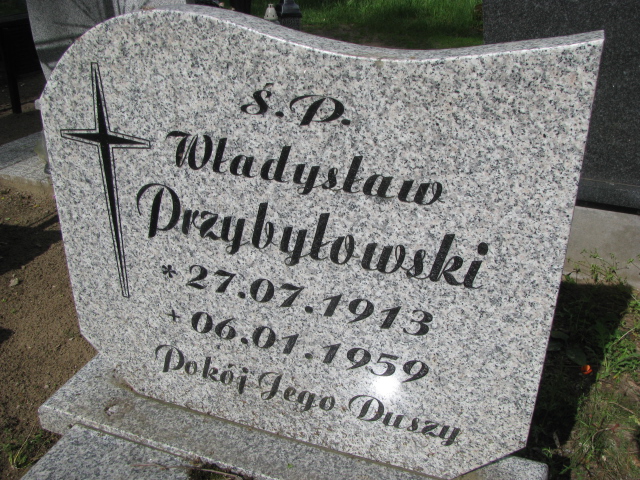 Ś.P.
Władysław
Przybyłowski
* 27.07.1913
+ 06.01.1959
Pokój Jego Duszy